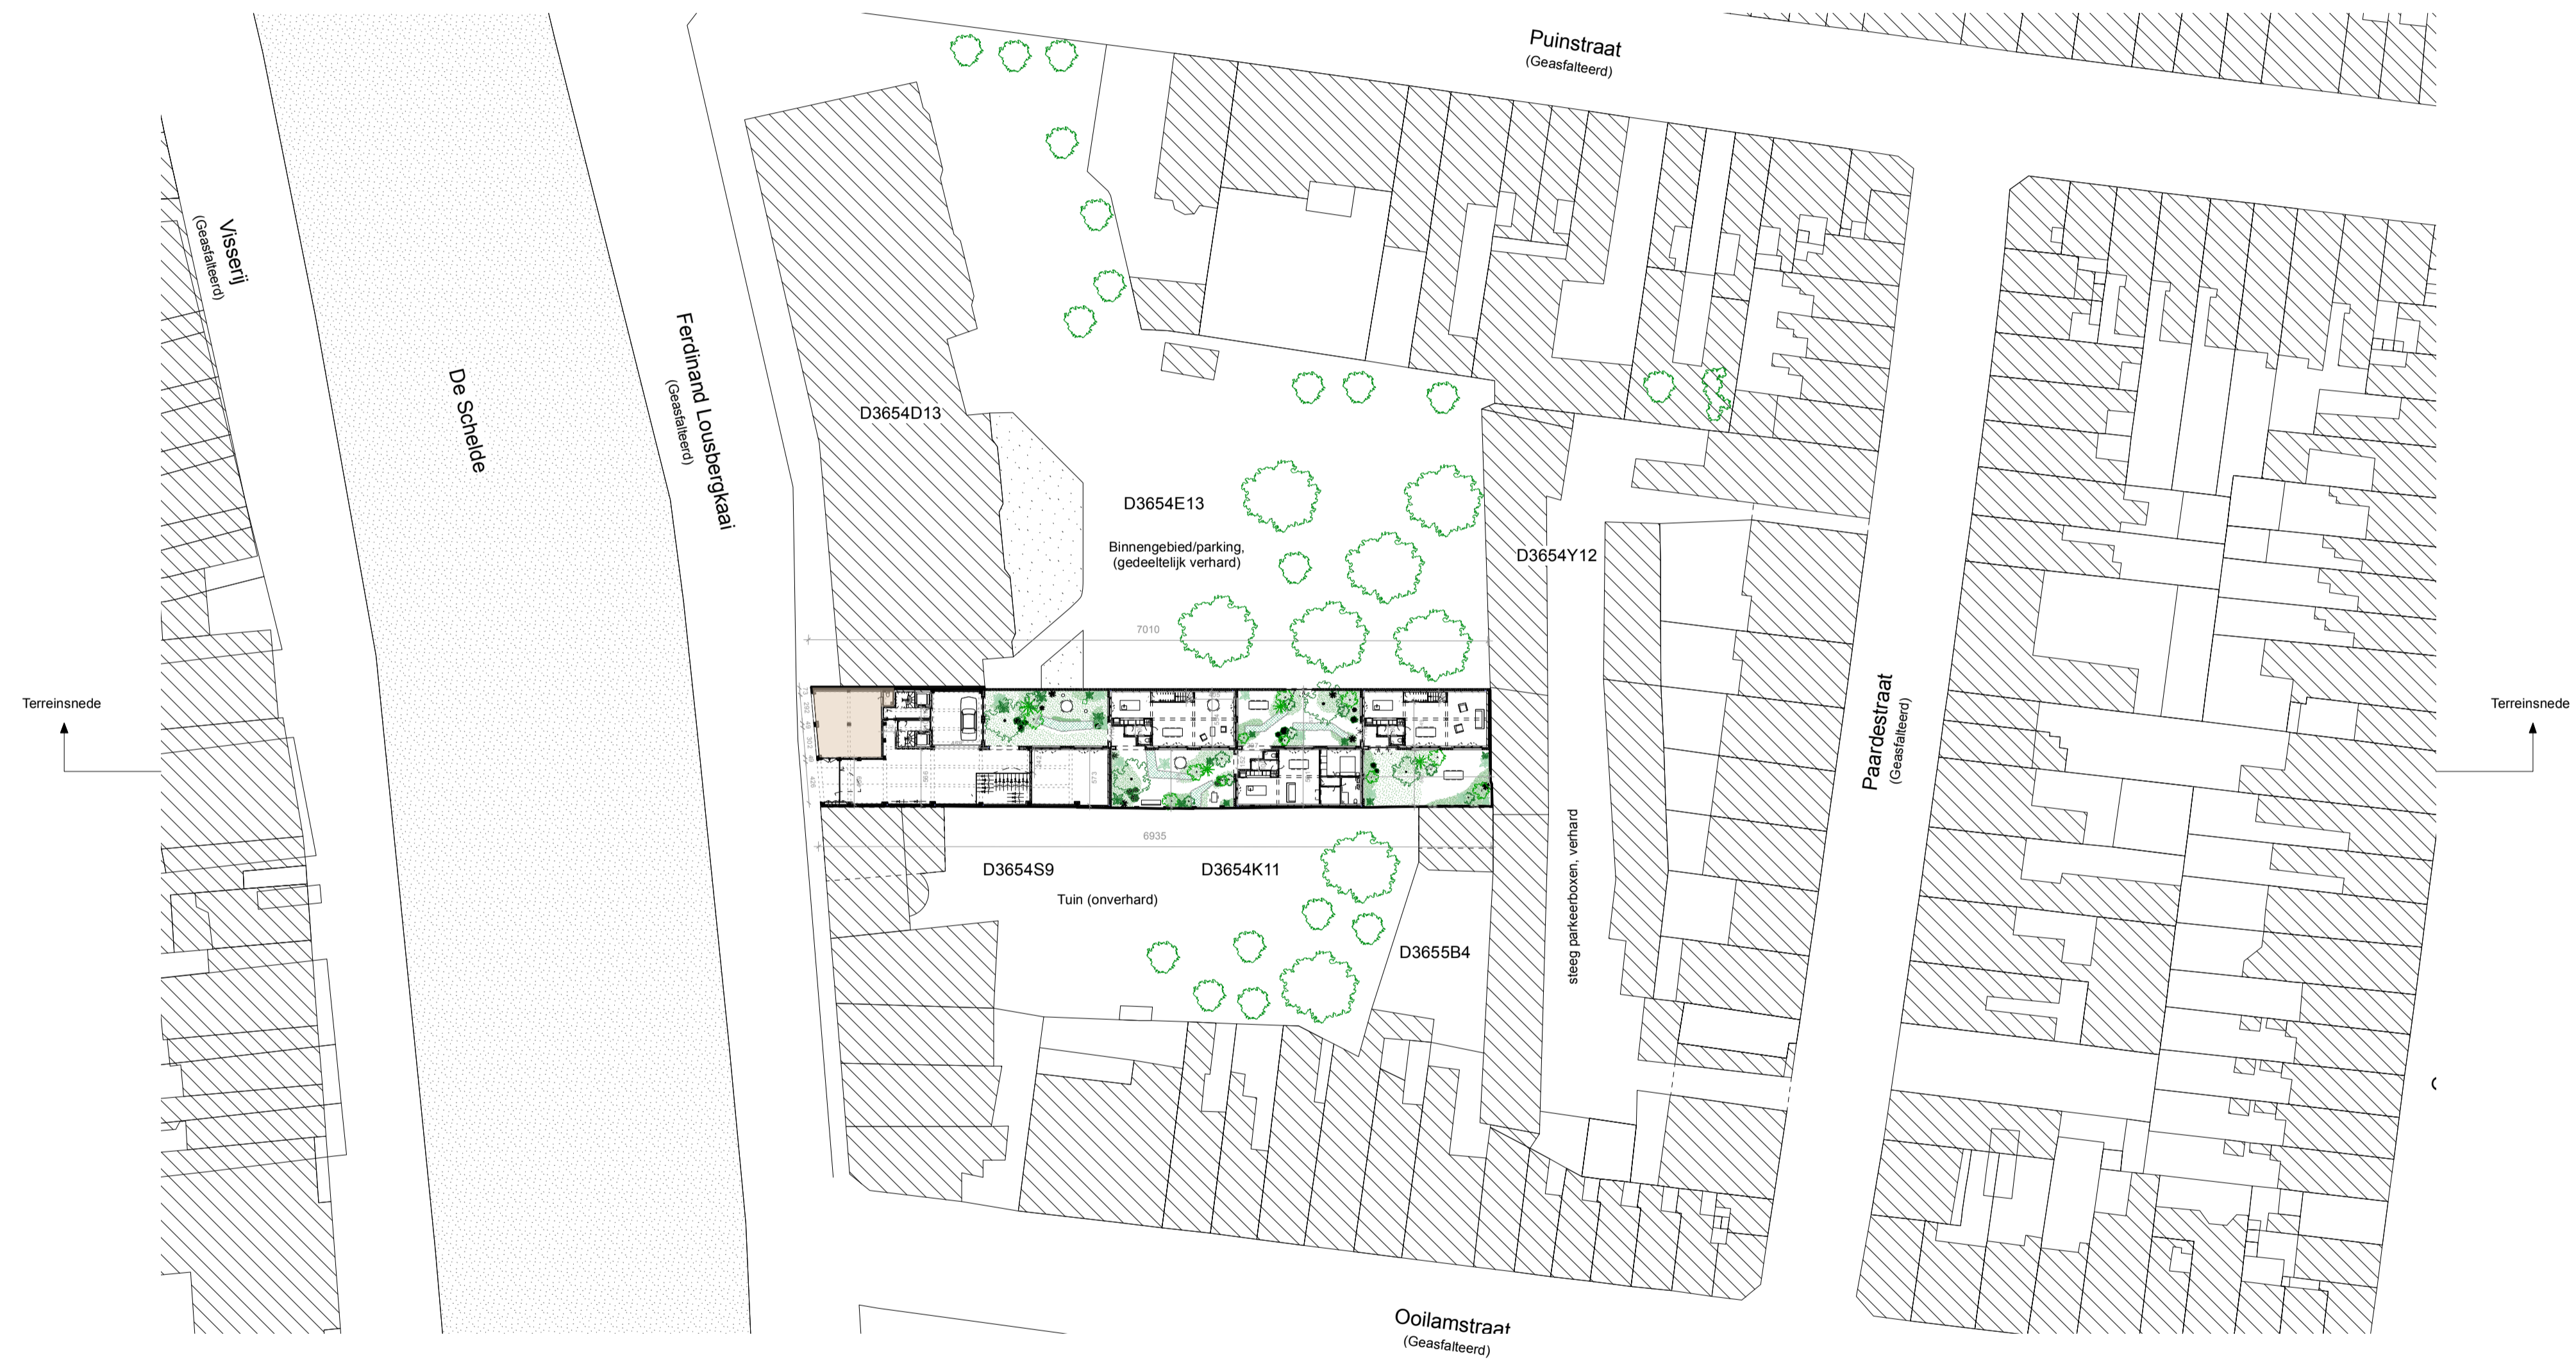 Puinstraat
(Geasfalteerd)
Visserij
(Geasfalteerd)
De Schelde
Ferdinand Lousbergkaai
(Geasfalteerd)
D3654D13
D3654E13
Binnengebied/parking,
(gedeeltelijk verhard)
D3654Y12
7010
Terreinsnede
Terreinsnede
Paardestraat
(Geasfalteerd)
6935
D3654S9
D3654K11
Tuin (onverhard)
D3655B4
steeg parkeerboxen, verhard
Ooilamstraat
(Geasfalteerd)